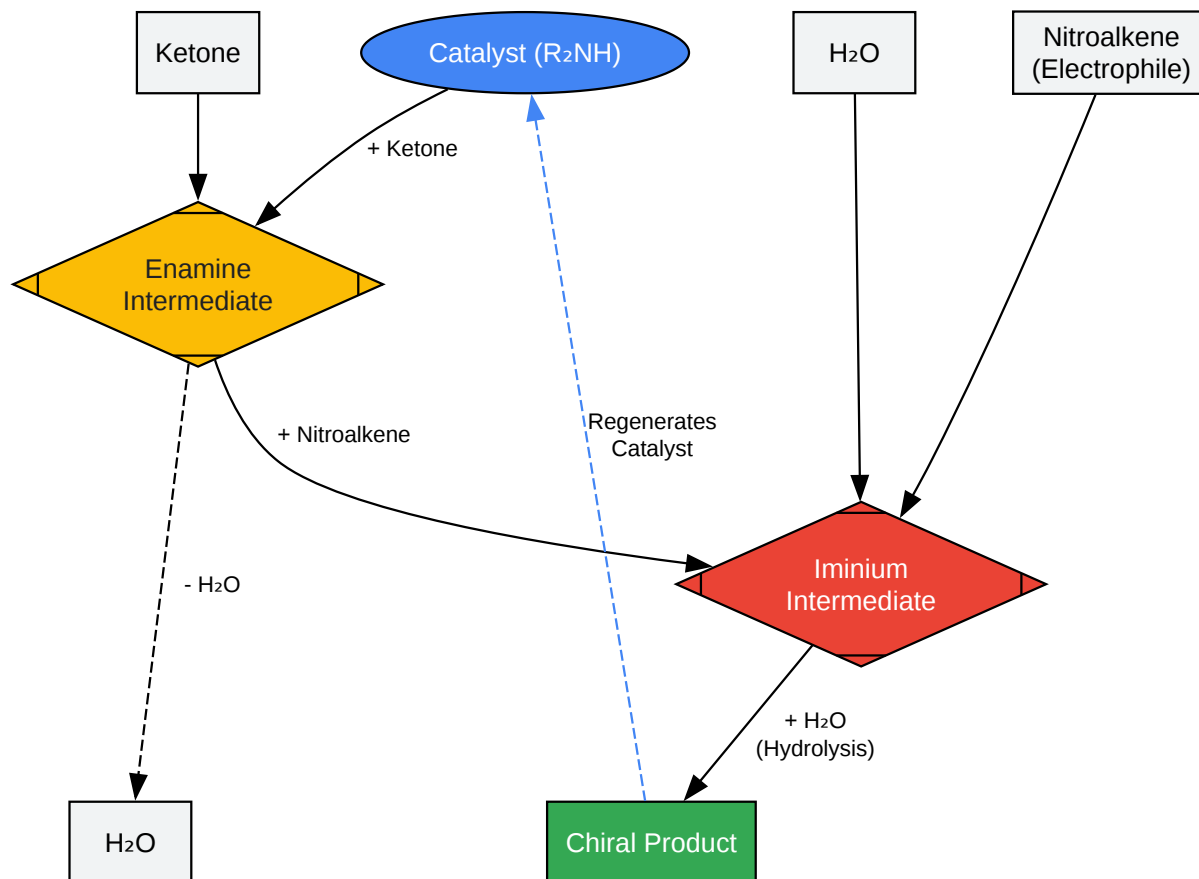 Ketone
Catalyst (R₂NH)
H₂O
Nitroalkene
(Electrophile)
+ Ketone
Enamine
Intermediate
+ Nitroalkene
Regenerates
Catalyst
- H₂O
Iminium
Intermediate
+ H₂O
(Hydrolysis)
H₂O
Chiral Product